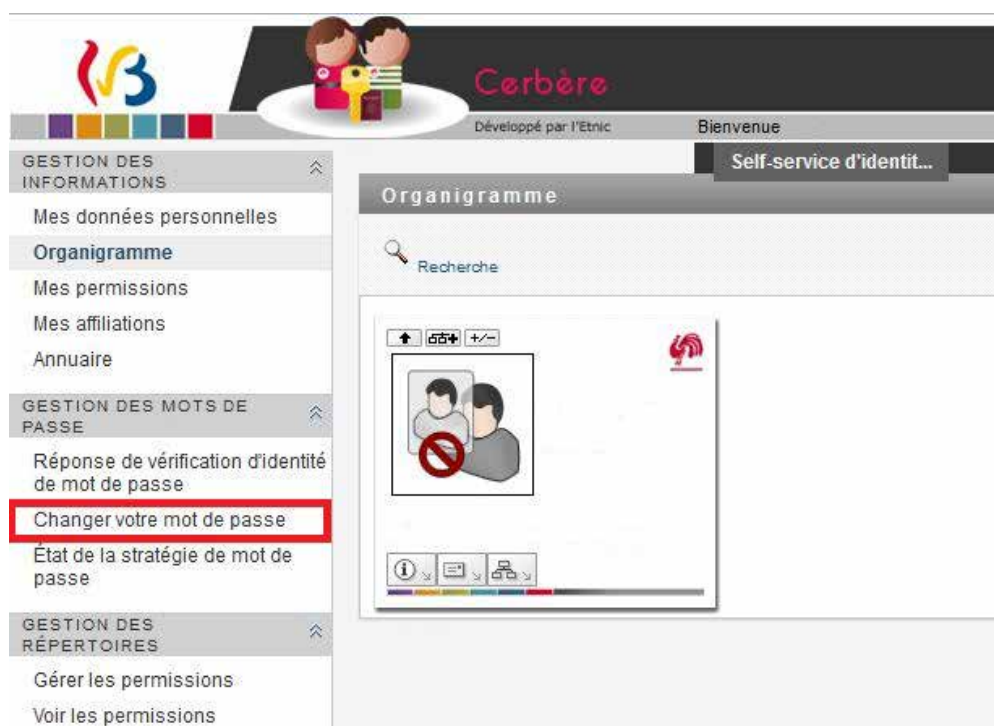 Cerbère
Développé par l'Etnic
Bienvenue
Self-service d'identit...
GESTION DES
INFORMATIONS
Mes données personnelles
Organigramme
Mes permissions
Mes affiliations
Annuaire
GESTION DES MOTS DE
PASSE
Réponse de vérification d'identité
de mot de passe
Changer votre mot de passe
État de la stratégie de mot de
passe
GESTION DES
RÉPERTOIRES
Gérer les permissions
Voir les permissions
Organigramme
Recherche
+/-